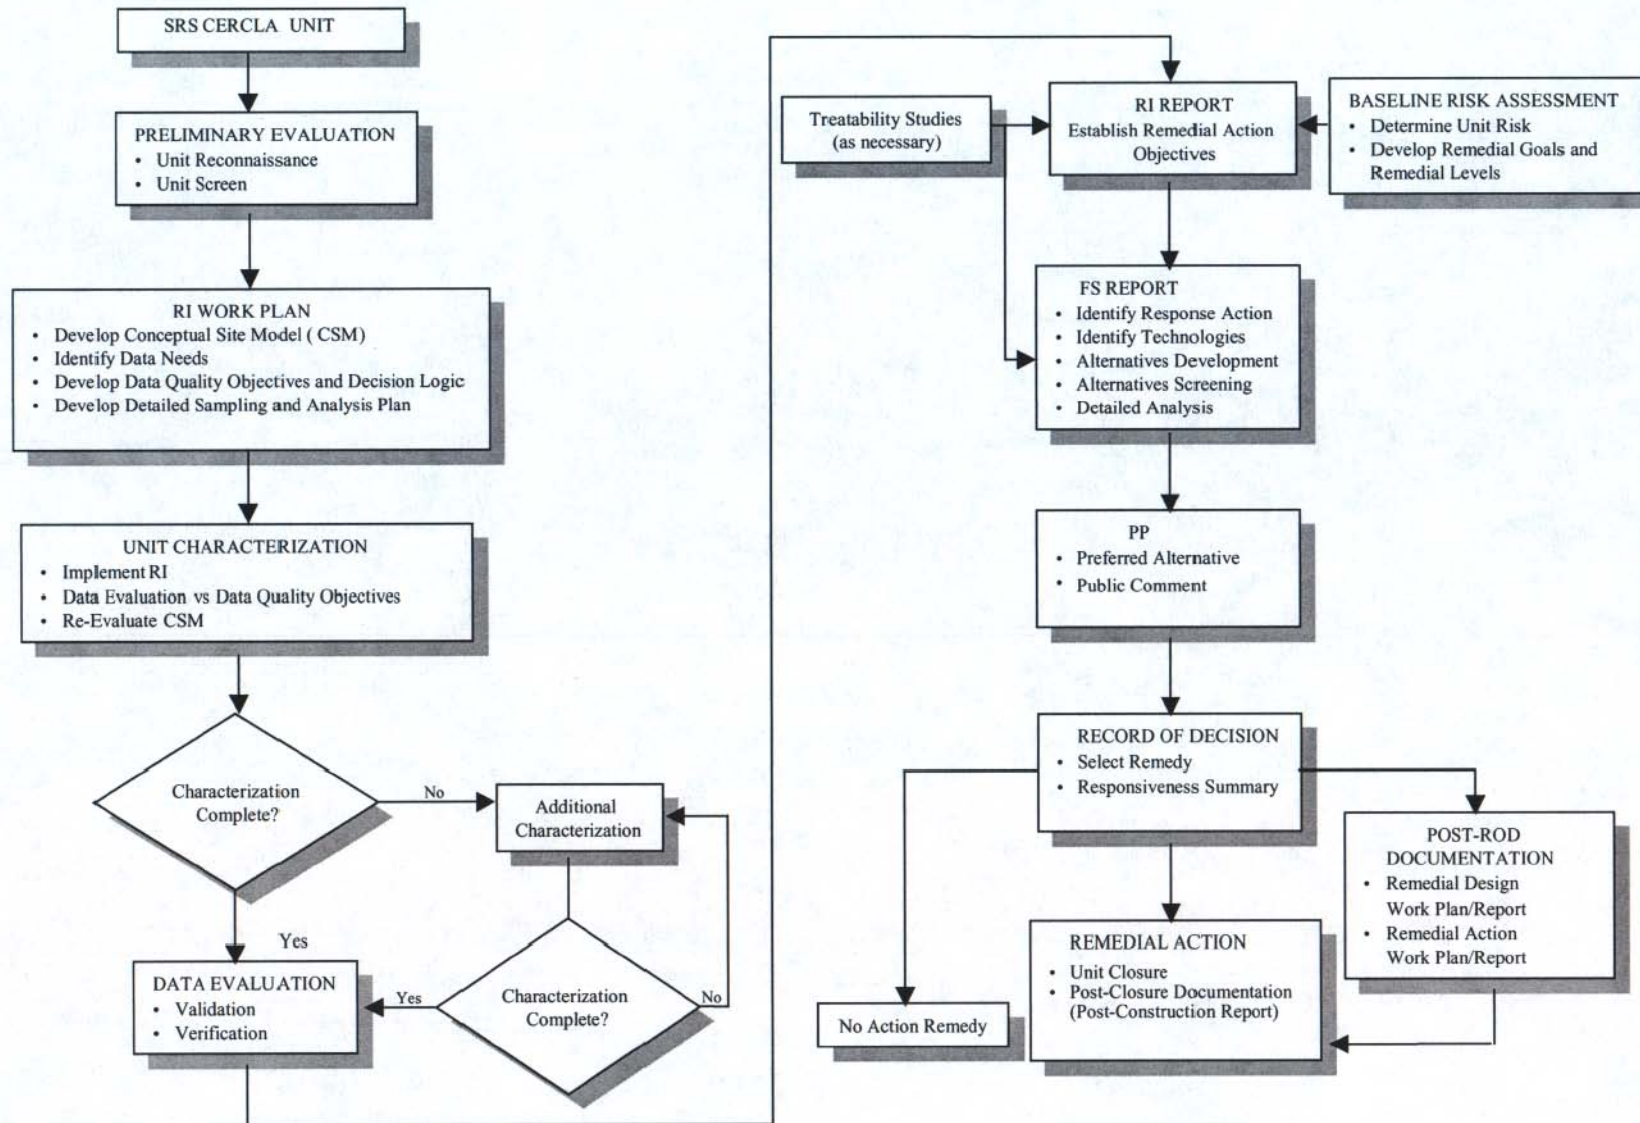 SRS CERCLA UNIT
PRELIMINARY EVALUATION
• Unit Reconnaissance
• Unit Screen
RI WORK PLAN
• Develop Conceptual Site Model ( CSM)
• Identify Data Needs
• Develop Data Quality Objectives and Decision Logic
• Develop Detailed Sampling and Analysis Plan
UNIT CHARACTERIZATION
• Implement RI
• Data Evaluation vs Data Quality Objectives
• Re-Evaluate CSM
Characterization
Complete?
No
Additional
Characterization
Yes
DATA EVALUATION
• Validation
• Verification
Yes
Characterization
Complete?
No
Treatability Studies
(as necessary)
RI REPORT
Establish Remedial Action
Objectives
BASELINE RISK ASSESSMENT
• Determine Unit Risk
• Develop Remedial Goals and
Remedial Levels
FS REPORT
• Identify Response Action
• Identify Technologies
• Alternatives Development
• Alternatives Screening
• Detailed Analysis
PP
• Preferred Alternative
• Public Comment
RECORD OF DECISION
• Select Remedy
• Responsiveness Summary
POST-ROD
DOCUMENTATION
• Remedial Design
Work Plan/Report
• Remedial Action
Work Plan/Report
REMEDIAL ACTION
• Unit Closure
• Post-Closure Documentation
(Post-Construction Report)
No Action Remedy